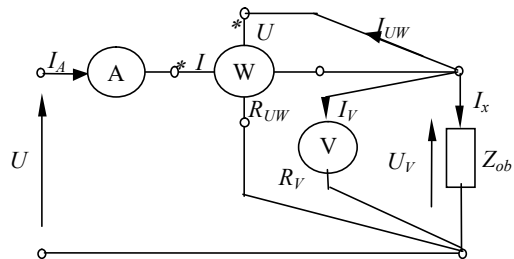 * U I_UW
I_A A * I W
R_UW I_V I_x
U V U_V Z_ob
R_V